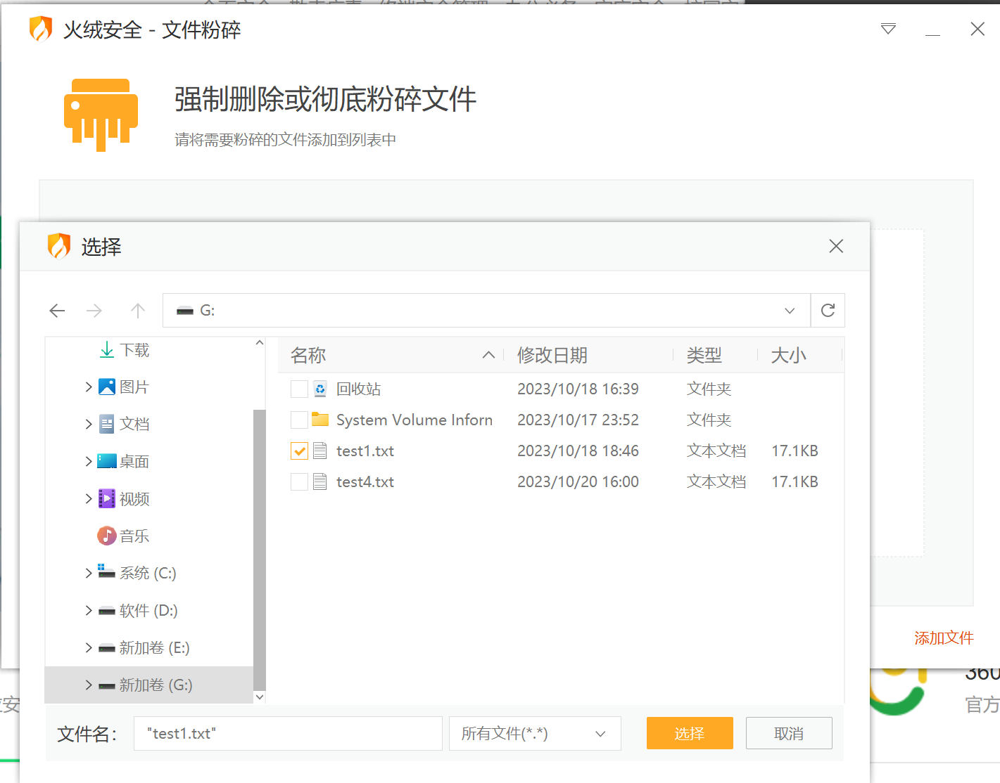 火绒安全 - 文件粉碎
强制删除或彻底粉碎文件
请将需要粉碎的文件添加到列表中
选择
G:
下载
图片
文档
桌面
视频
音乐
系统 (C:)
软件 (D:)
新加卷 (E:)
新加卷 (G:)
名称 修改日期 类型 大小
回收站 2023/10/18 16:39 文件夹
System Volume Inforn 2023/10/17 23:52 文件夹
test1.txt 2023/10/18 18:46 文本文档 17.1KB
test4.txt 2023/10/20 16:00 文本文档 17.1KB
文件名： "test1.txt" 所有文件(*.*) 选择 取消
添加文件
360
官方
安